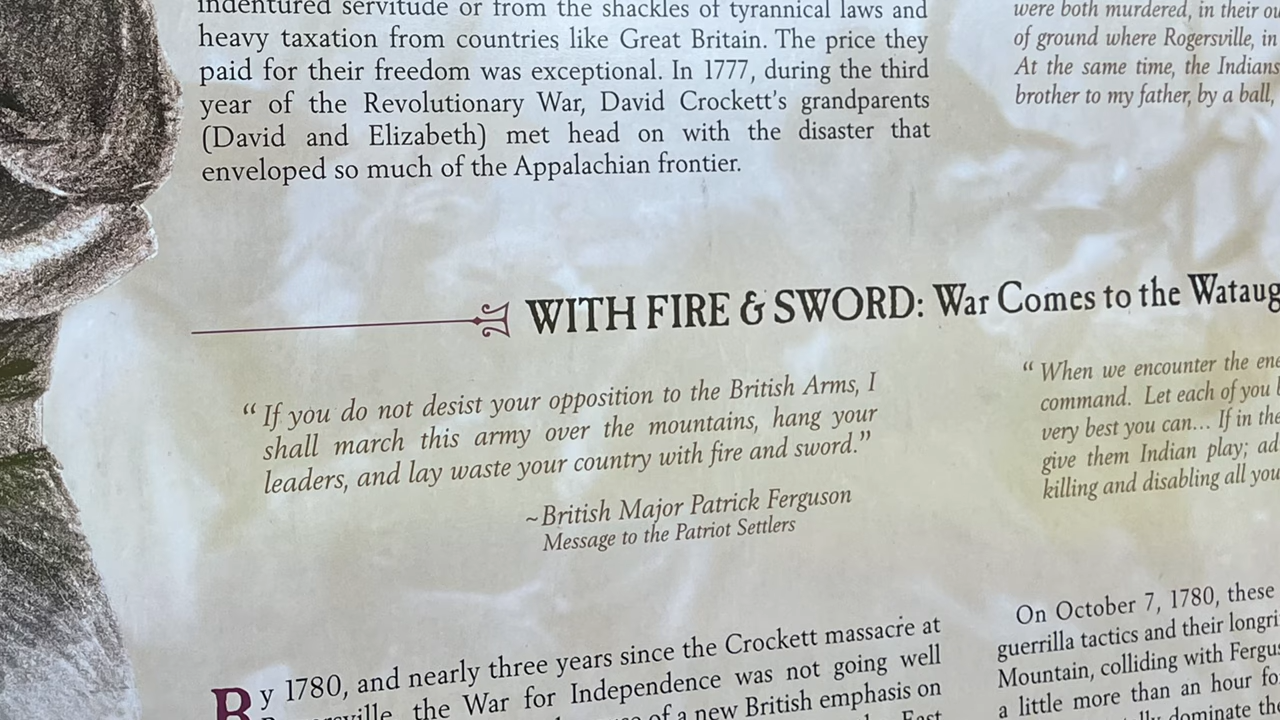 indentured servitude or from the shackles of tyrannical laws and
heavy taxation from countries like Great Britain. The price they
paid for their freedom was exceptional. In 1777, during the third
year of the Revolutionary War, David Crockett's grandparents
(David and Elizabeth) met head on with the disaster that
enveloped so much of the Appalachian frontier.
were both murdered, in their
of ground where Rogersville, in
At the same time, the Indians
brother to my father, by a ball,
WITH FIRE & SWORD: War Comes to the
“ If you do not desist your opposition to the British Arms, I
shall march this army over the mountains, hang your
leaders, and lay waste your country with fire and sword.”
~British Major Patrick Ferguson
Message to the Patriot Settlers
“ When we encounter the
command. Let each of you
very best you can... If in the
give them Indian play;
killing and disabling all
By 1780, and nearly three years since the Crockett massacre at
the War for Independence was not going well
of a new British emphasis on
East
On October 7, 1780, these
guerrilla tactics and their
Mountain, colliding with
a little more than an hour
dominate